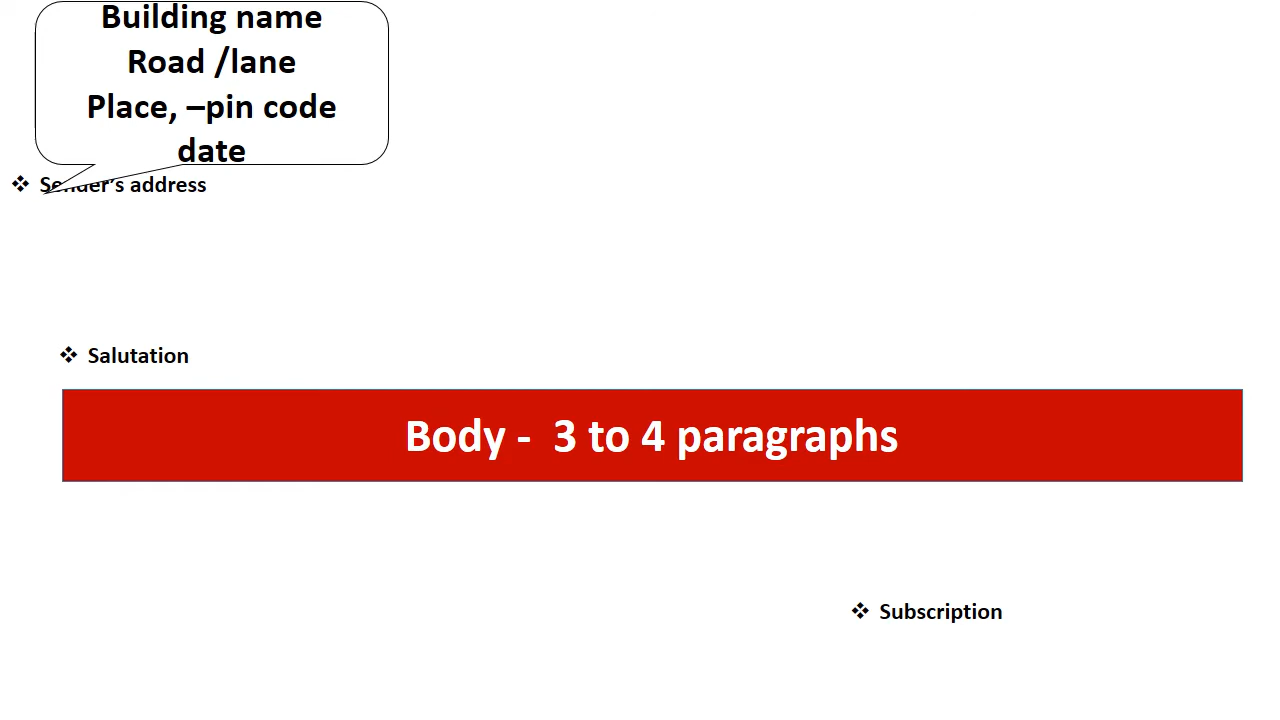 Building name
Road /lane
Place, –pin code
date
❖ Sender's address
❖ Salutation
Body - 3 to 4 paragraphs
❖ Subscription